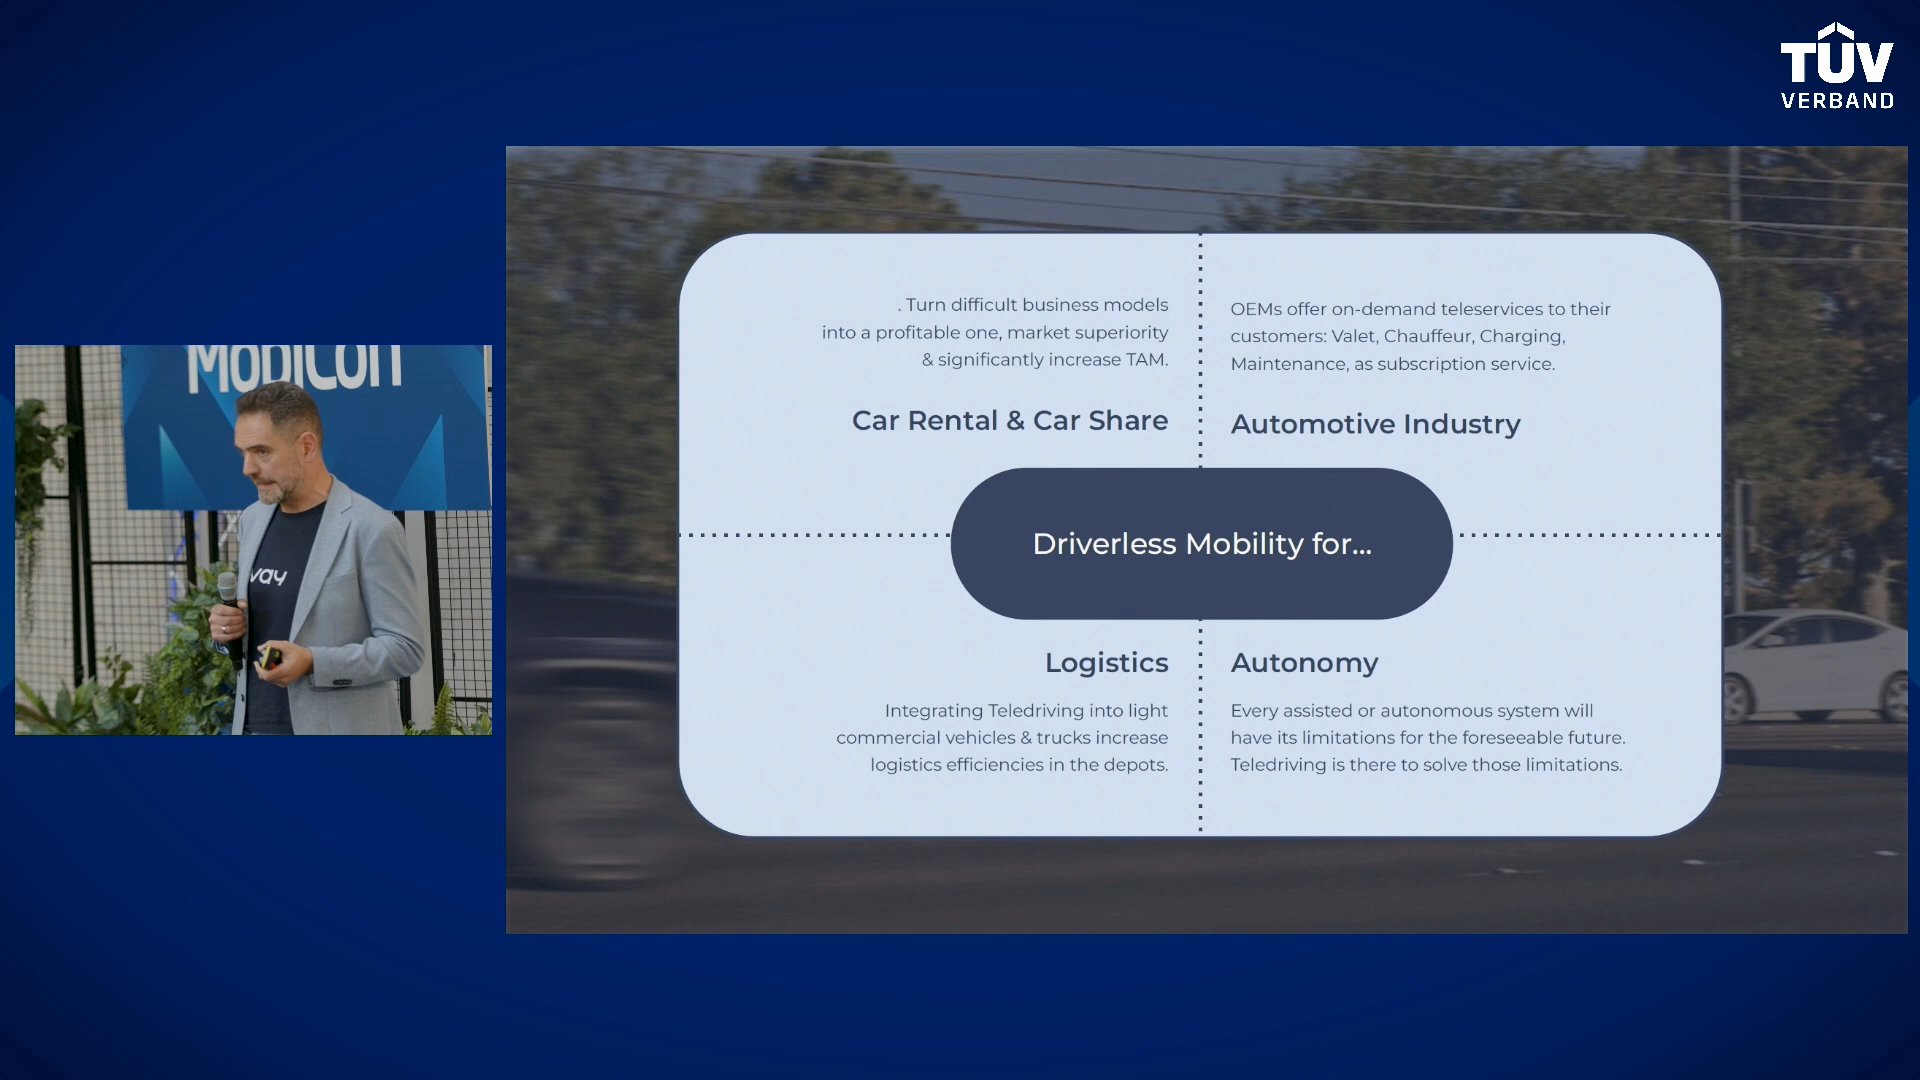 TÜV
VERBAND
MobiCon
vay
. Turn difficult business models
into a profitable one, market superiority
& significantly increase TAM.
Car Rental & Car Share
OEMs offer on-demand teleservices to their
customers: Valet, Chauffeur, Charging,
Maintenance, as subscription service.
Automotive Industry
Driverless Mobility for...
Logistics
Integrating Teledriving into light
commercial vehicles & trucks increase
logistics efficiencies in the depots.
Autonomy
Every assisted or autonomous system will
have its limitations for the foreseeable future.
Teledriving is there to solve those limitations.